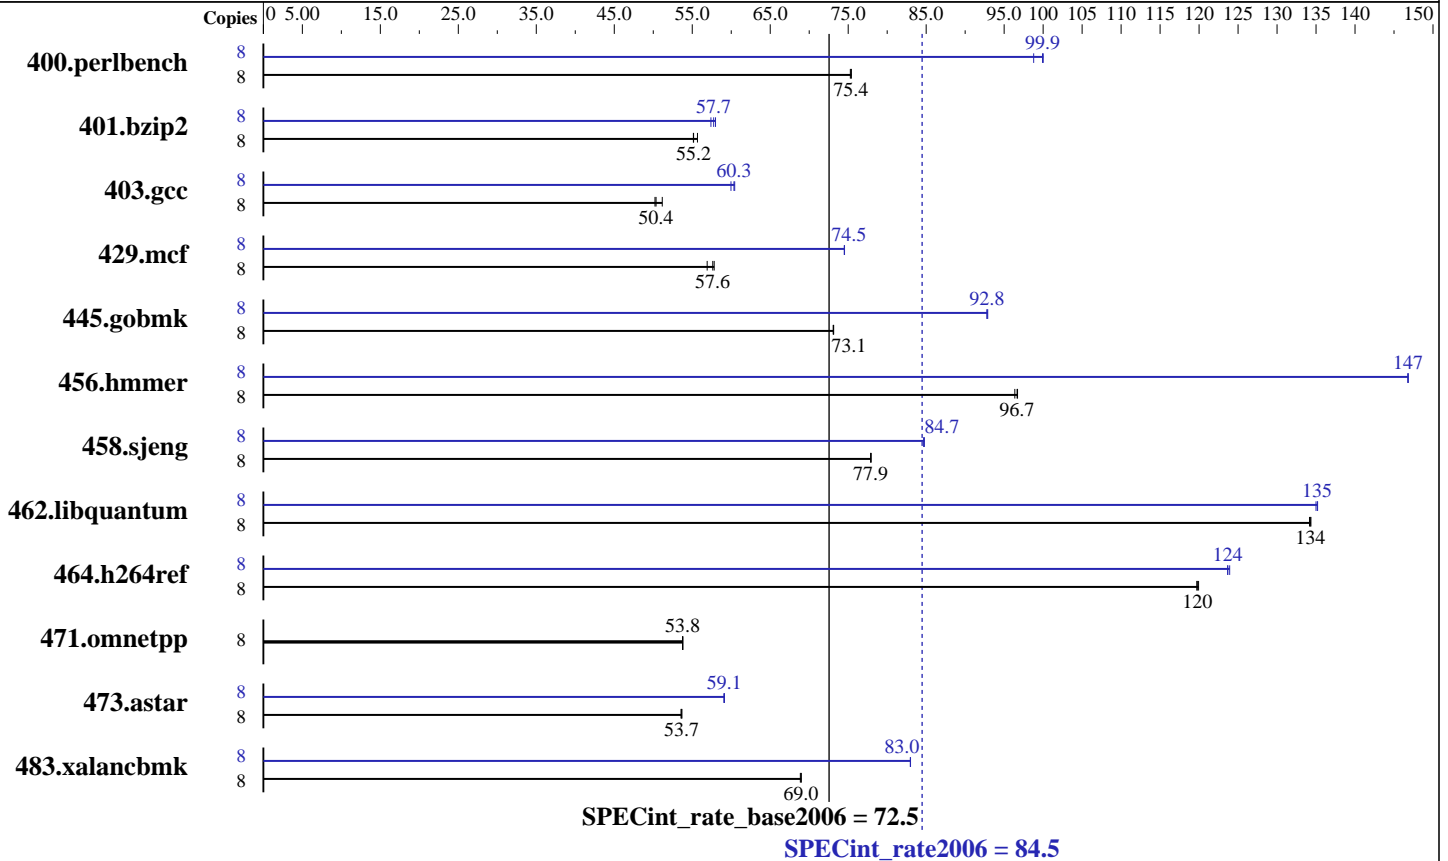 Copies 0 5.00 15.0 25.0 35.0 45.0 55.0 65.0 75.0 85.0 95.0 100 105 110 115 120 125 130 135 140 150
400.perlbench 8 99.9
8 75.4
401.bzip2 8 57.7
8 55.2
403.gcc 8 60.3
8 50.4
429.mcf 8 74.5
8 57.6
445.gobmk 8 92.8
8 73.1
456.hmmer 8 147
8 96.7
458.sjeng 8 84.7
8 77.9
462.libquantum 8 135
8 134
464.h264ref 8 124
8 120
471.omnetpp 8 53.8
473.astar 8 59.1
8 53.7
483.xalancbmk 8 83.0
8 69.0
SPECint_rate_base2006 = 72.5
SPECint_rate2006 = 84.5